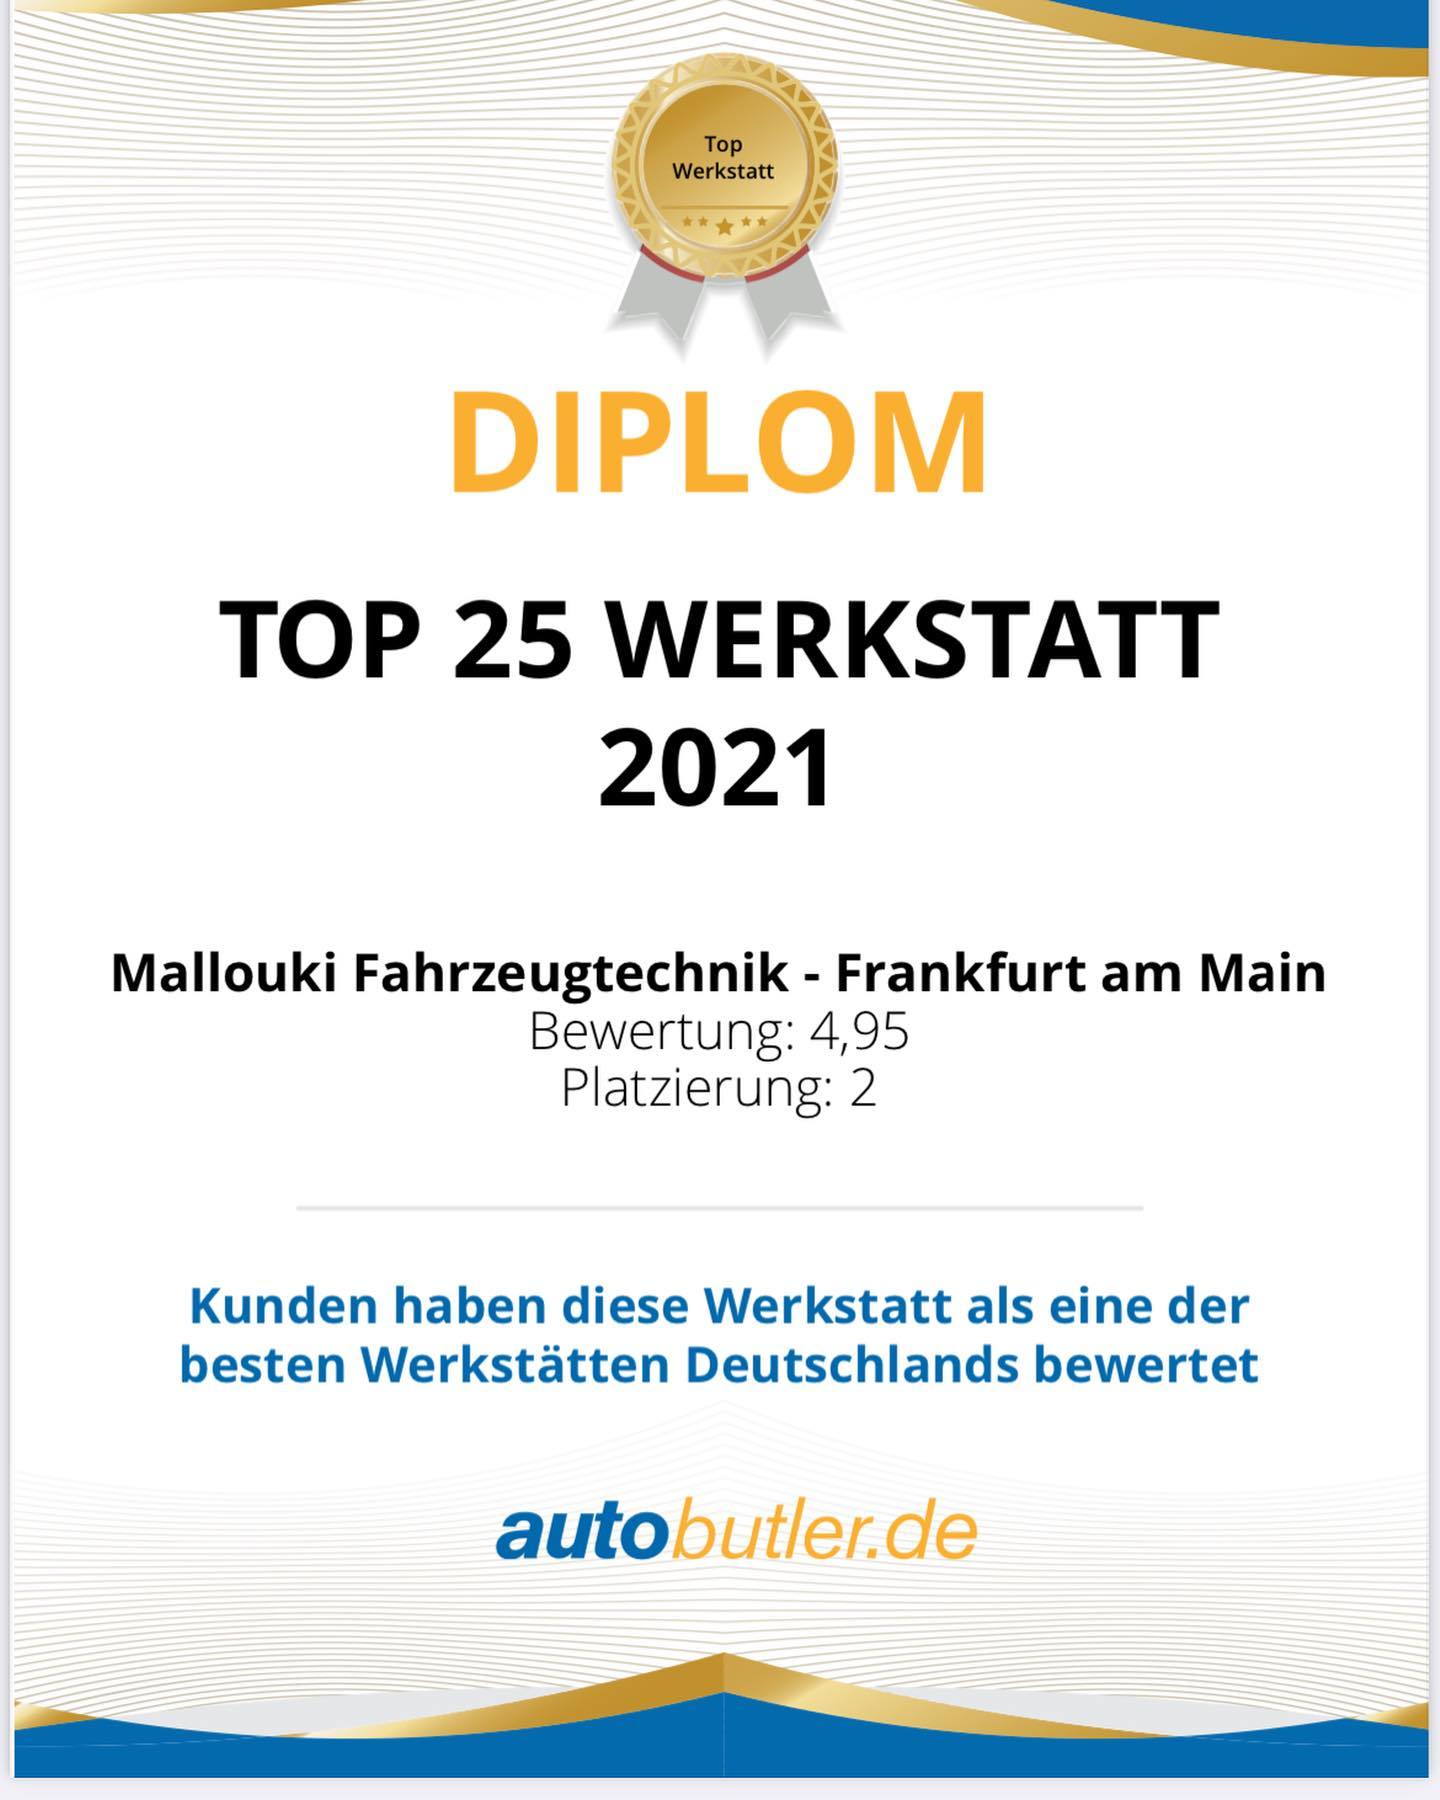 Top
Werkstatt
DIPLOM
TOP 25 WERKSTATT
2021
Mallouki Fahrzeugtechnik - Frankfurt am Main
Bewertung: 4,95
Platzierung: 2
Kunden haben diese Werkstatt als eine der
besten Werkstätten Deutschlands bewertet
autobutler.de